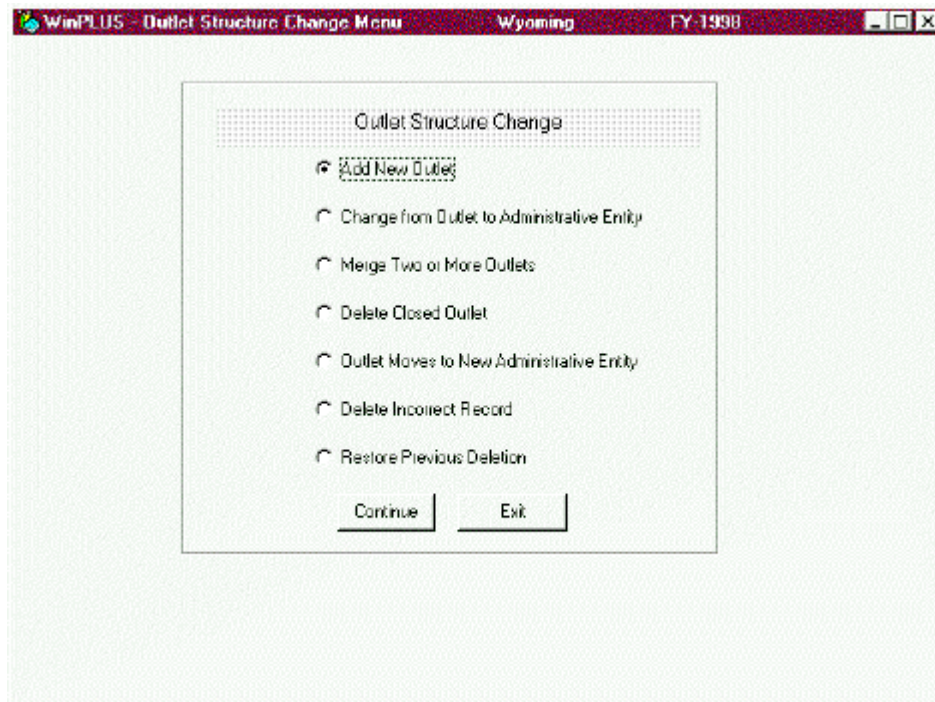 WinPLUS - Outlet Structure Change Menu Wyoming FY-1998
Outlet Structure Change
Add New Outlet
Change from Outlet to Administrative Entity
Merge Two or More Outlets
Delete Closed Outlet
Outlet Moves to New Administrative Entity
Delete Incorrect Record
Restore Previous Deletion
Continue Exit